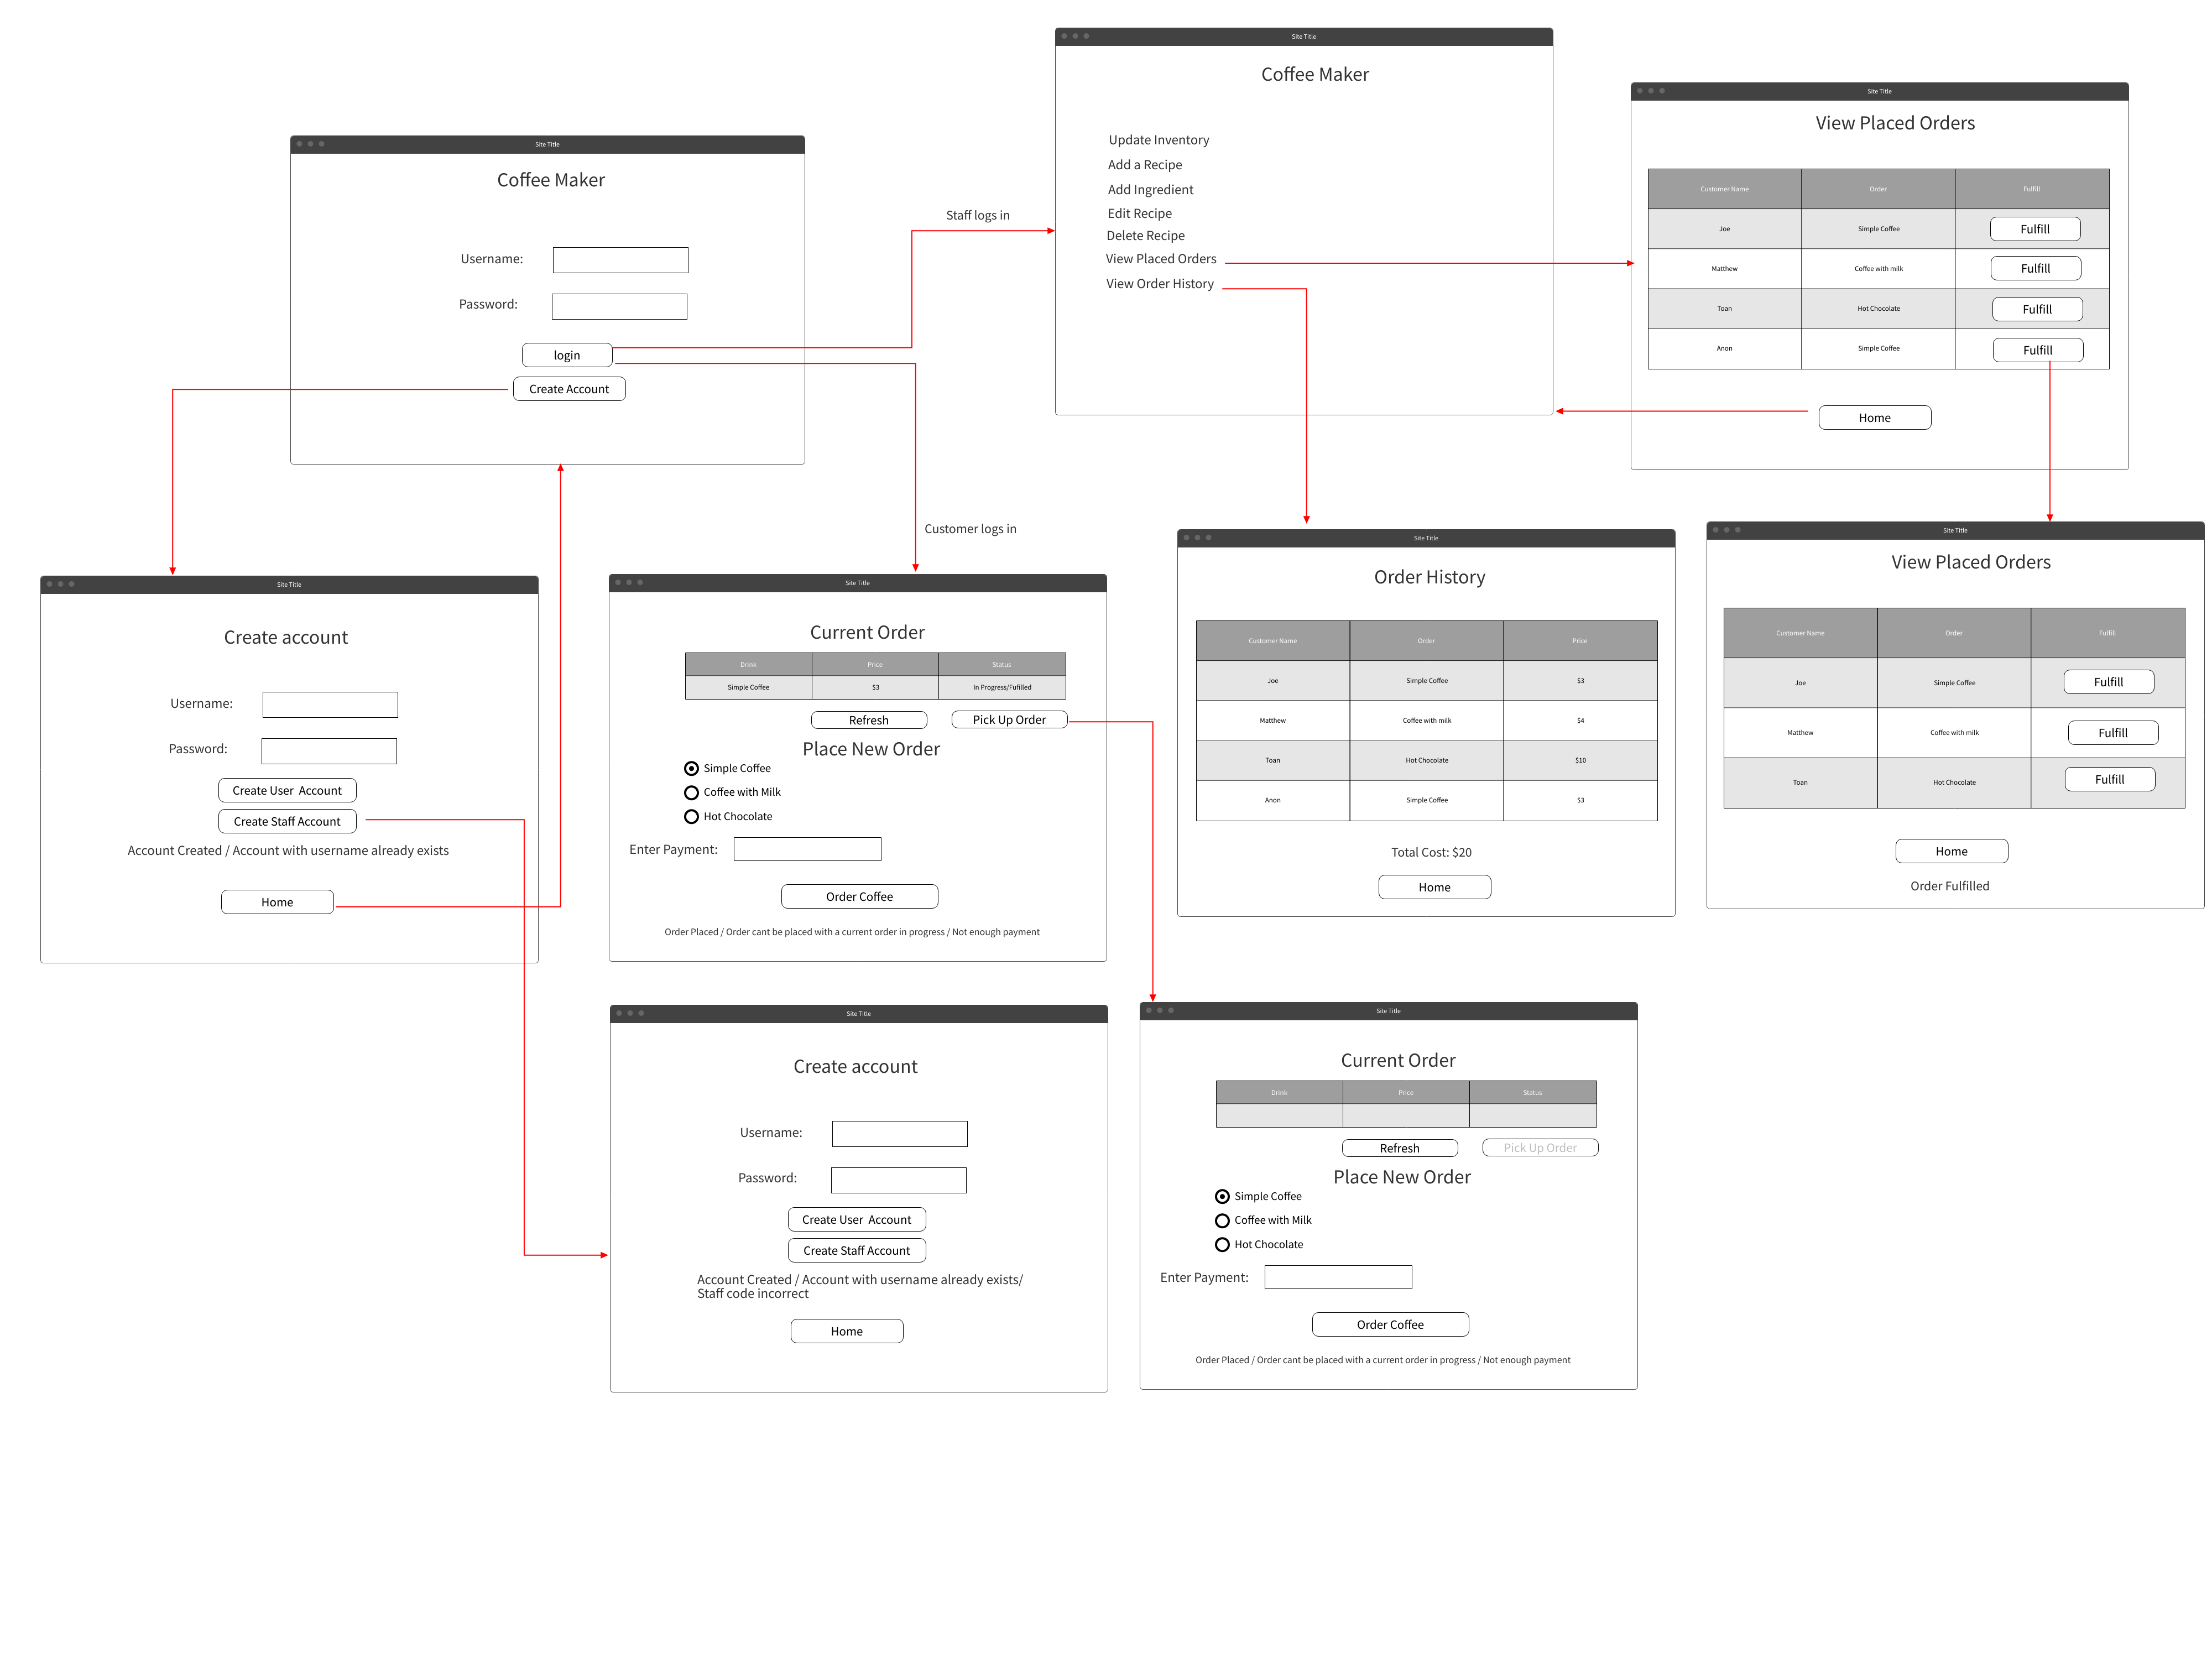 Site Title
Coffee Maker
Username:
Password:
login
Create Account
Staff logs in
Customer logs in
Site Title
Coffee Maker
Update Inventory
Add a Recipe
Add Ingredient
Edit Recipe
Delete Recipe
View Placed Orders
View Order History
Site Title
View Placed Orders
Customer Name Order Fulfill
Joe Simple Coffee Fulfill
Matthew Coffee with milk Fulfill
Toan Hot Chocolate Fulfill
Anon Simple Coffee Fulfill
Home
Site Title
Create account
Username:
Password:
Create User Account
Create Staff Account
Account Created / Account with username already exists
Home
Site Title
Current Order
Drink Price Status
Simple Coffee $3 In Progress/Fufilled
Refresh Pick Up Order
Place New Order
Simple Coffee
Coffee with Milk
Hot Chocolate
Enter Payment:
Order Coffee
Order Placed / Order cant be placed with a current order in progress / Not enough payment
Site Title
Order History
Customer Name Order Price
Joe Simple Coffee $3
Matthew Coffee with milk $4
Toan Hot Chocolate $10
Anon Simple Coffee $3
Total Cost: $20
Home
Site Title
View Placed Orders
Customer Name Order Fulfill
Joe Simple Coffee Fulfill
Matthew Coffee with milk Fulfill
Toan Hot Chocolate Fulfill
Home
Order Fulfilled
Site Title
Create account
Username:
Password:
Create User Account
Create Staff Account
Account Created / Account with username already exists/
Staff code incorrect
Home
Site Title
Current Order
Drink Price Status
Refresh Pick Up Order
Place New Order
Simple Coffee
Coffee with Milk
Hot Chocolate
Enter Payment:
Order Coffee
Order Placed / Order cant be placed with a current order in progress / Not enough payment